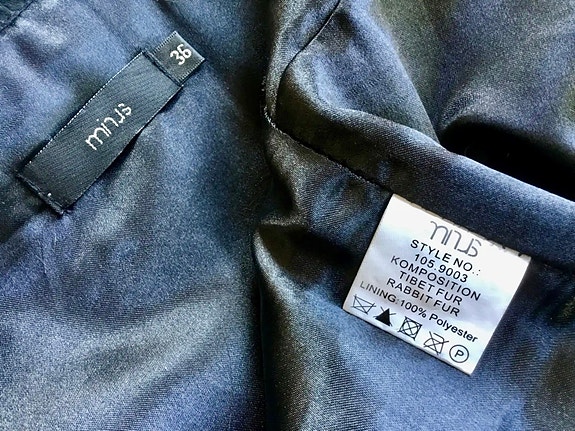 36
minus
minus
STYLE NO.:
105.9003
KOMPOSITION
TIBET FUR
RABBIT FUR
LINING:100% Polyester
P